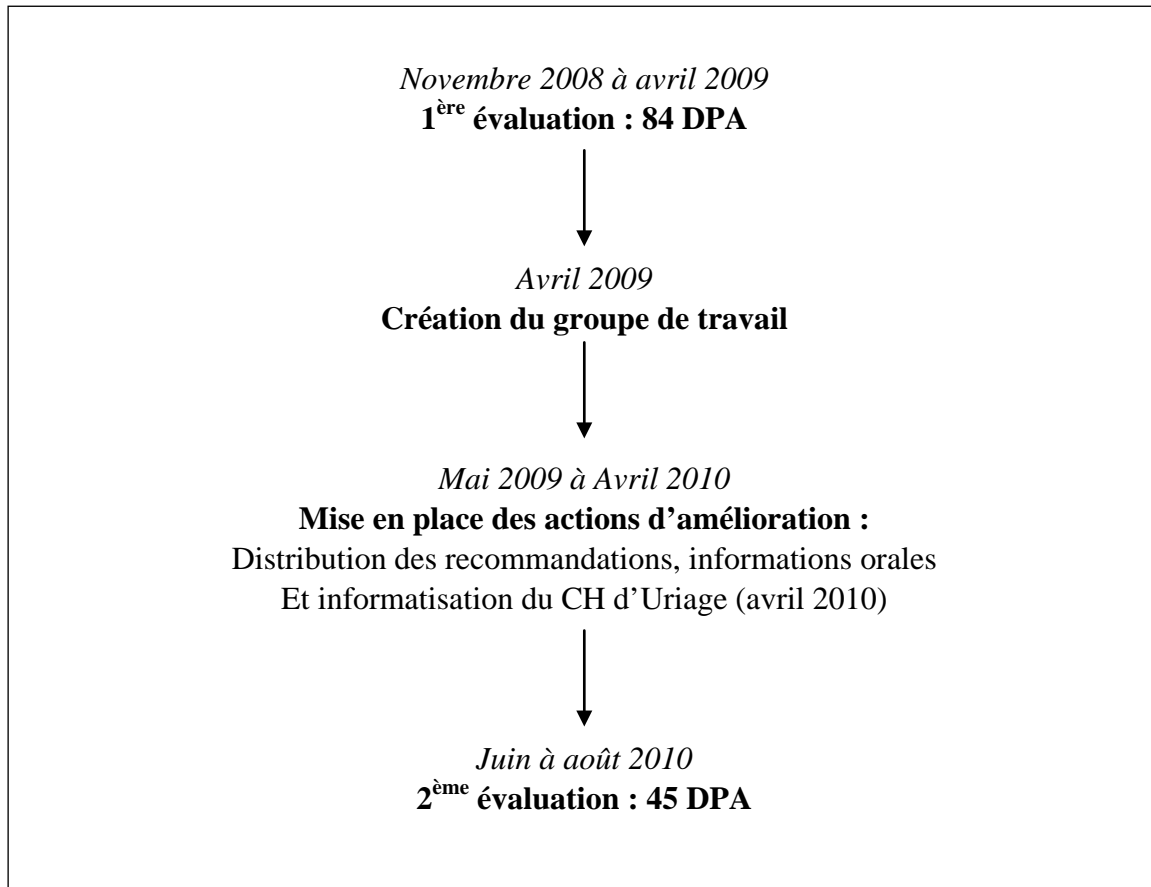 Novembre 2008 à avril 2009
1ère évaluation : 84 DPA
Avril 2009
Création du groupe de travail
Mai 2009 à Avril 2010
Mise en place des actions d’amélioration :
Distribution des recommandations, informations orales
Et informatisation du CH d’Uriage (avril 2010)
Juin à août 2010
2ème évaluation : 45 DPA